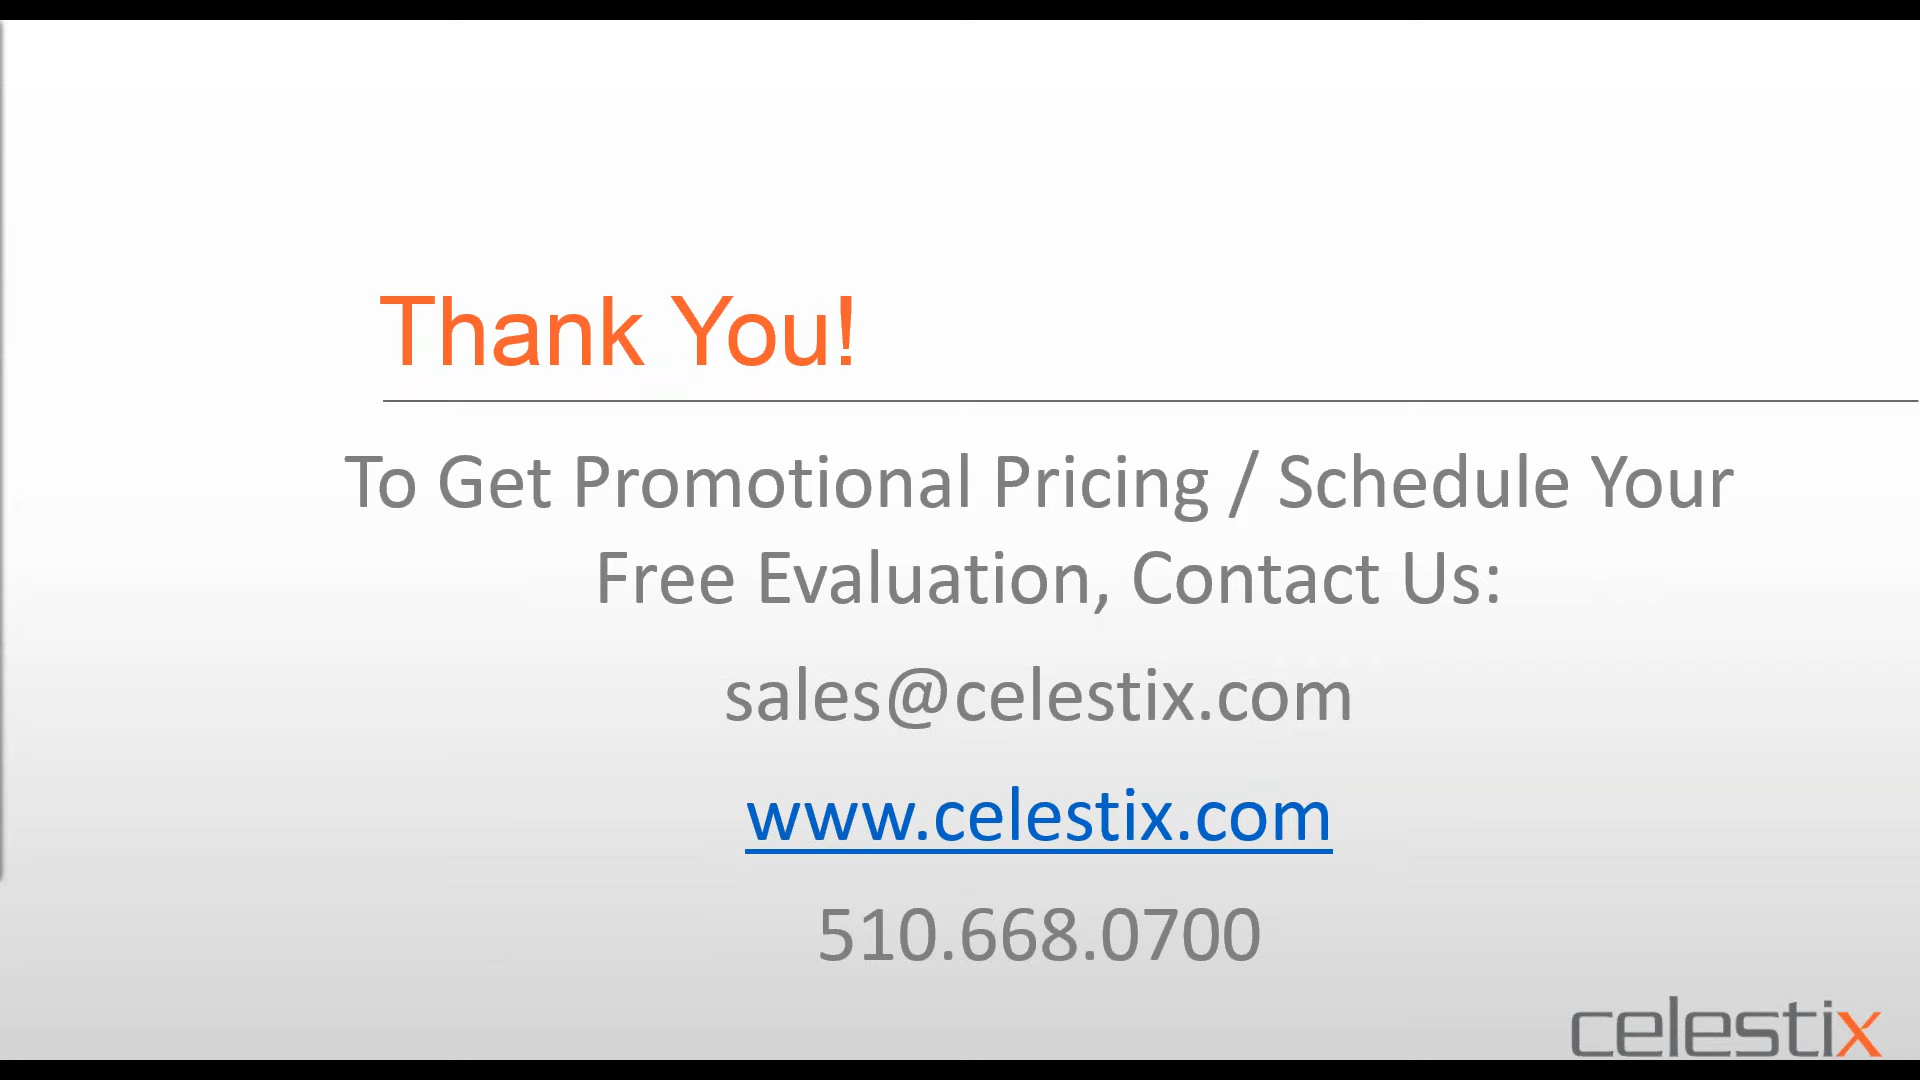 Thank You!
To Get Promotional Pricing / Schedule Your
Free Evaluation, Contact Us:
sales@celestix.com
www.celestix.com
510.668.0700
celestix